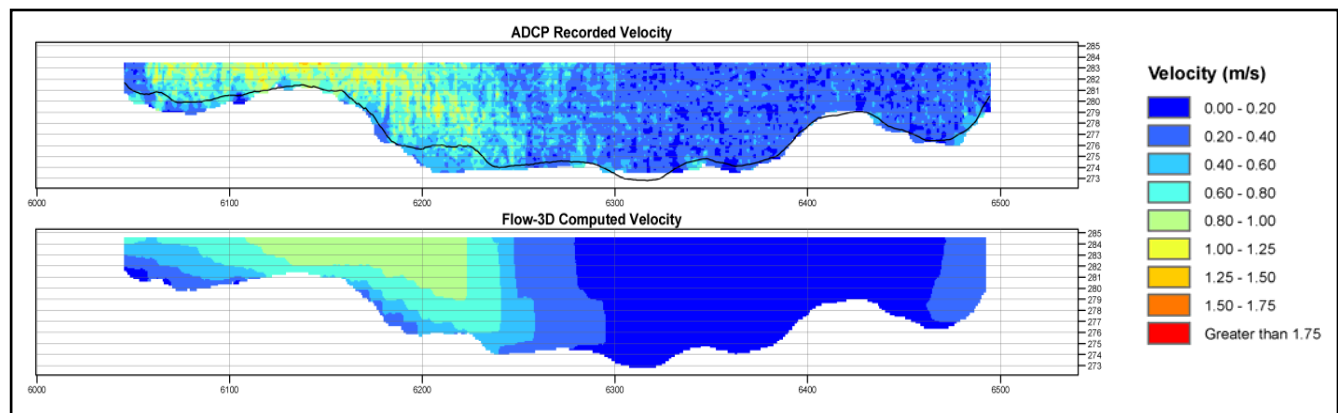 ADCP Recorded Velocity
285
284
283
282
281
280
279
278
277
276
275
274
273
6000 6100 6200 6300 6400 6500
Flow-3D Computed Velocity
285
284
283
282
281
280
279
278
277
276
275
274
273
6000 6100 6200 6300 6400 6500
Velocity (m/s)
0.00 - 0.20
0.20 - 0.40
0.40 - 0.60
0.60 - 0.80
0.80 - 1.00
1.00 - 1.25
1.25 - 1.50
1.50 - 1.75
Greater than 1.75